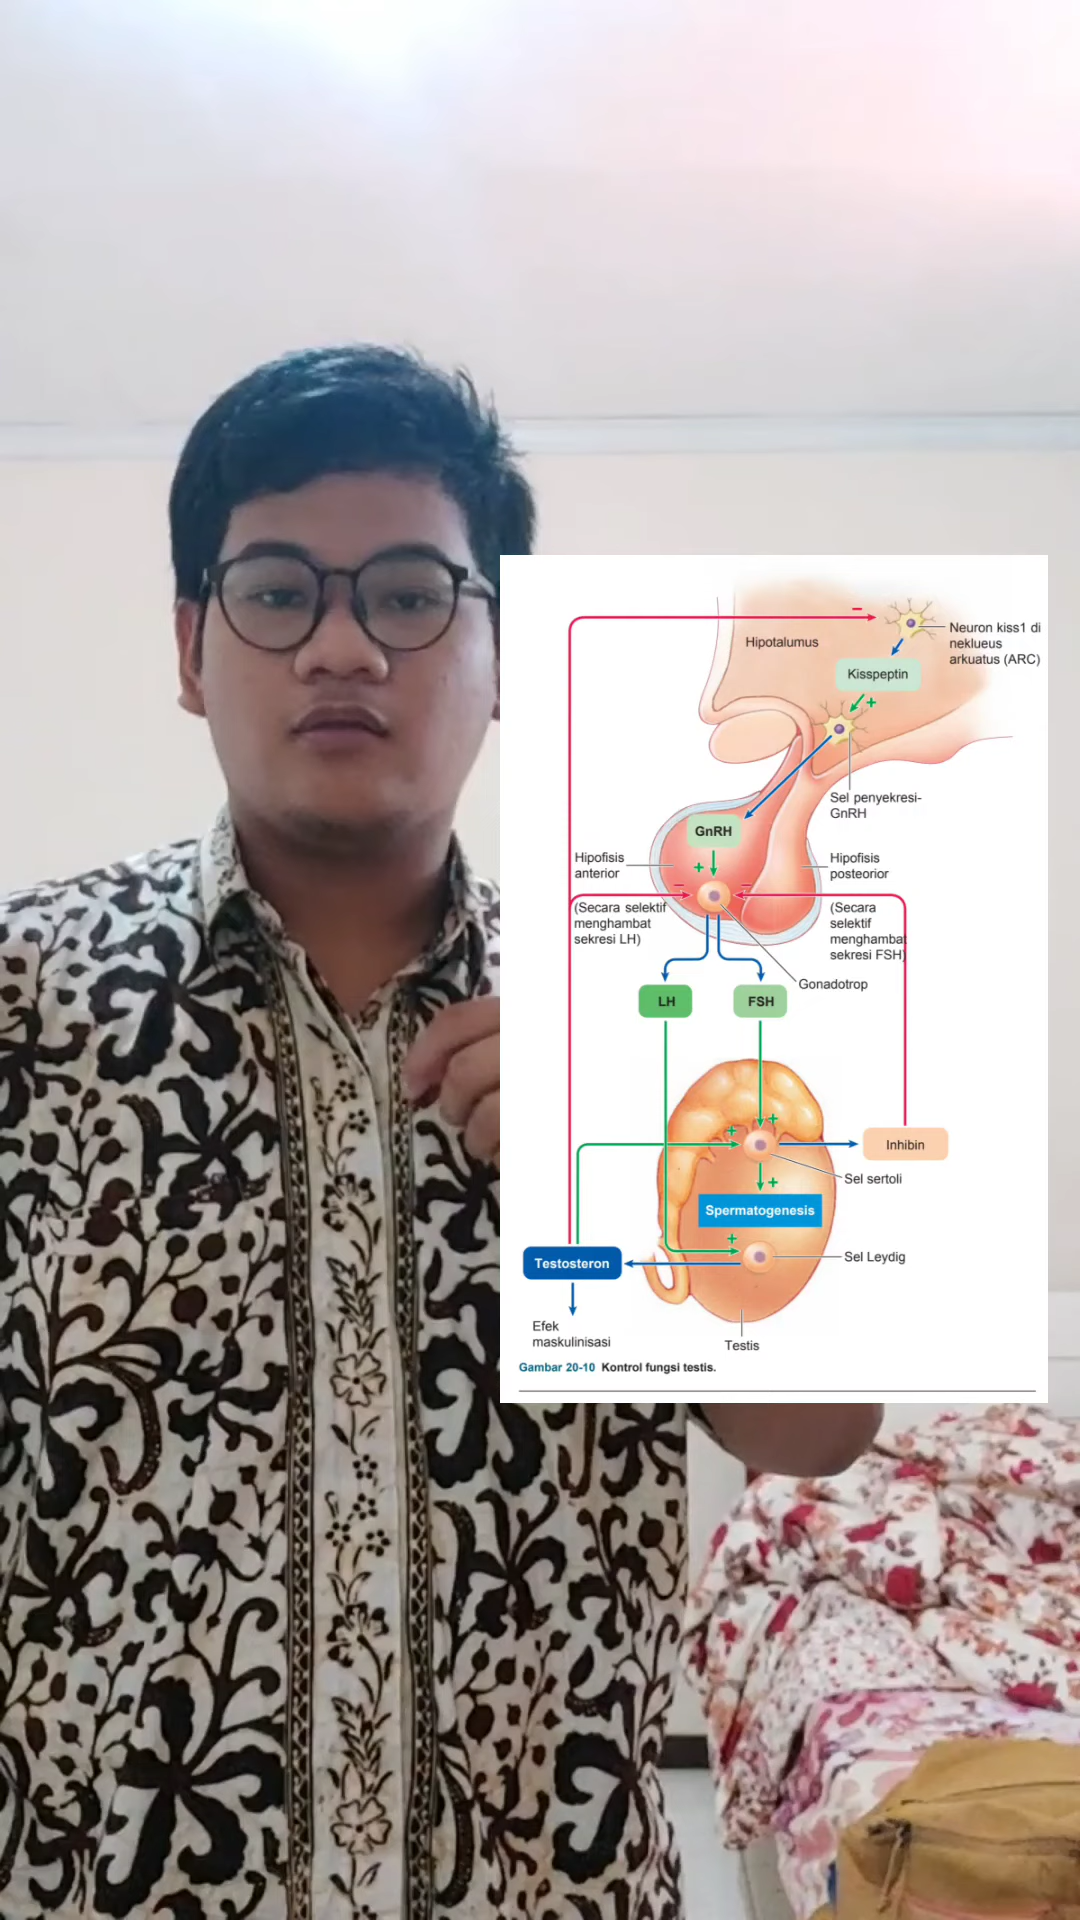 Hipotalumus
Neuron kiss1 di
neklueus
arkuatus (ARC)
Kisspeptin
+
Sel penyekresi-
GnRH
GnRH
Hipofisis
anterior
+
Hipofisis
posteorior
(Secara selektif
menghambat
sekresi LH)
(Secara
selektif
menghambat
sekresi FSH)
Gonadotrop
LH
FSH
+
+
Inhibin
Sel sertoli
+
Spermatogenesis
+
Testosteron
Sel Leydig
Efek
maskulinisasi
Testis
Gambar 20-10 Kontrol fungsi testis.